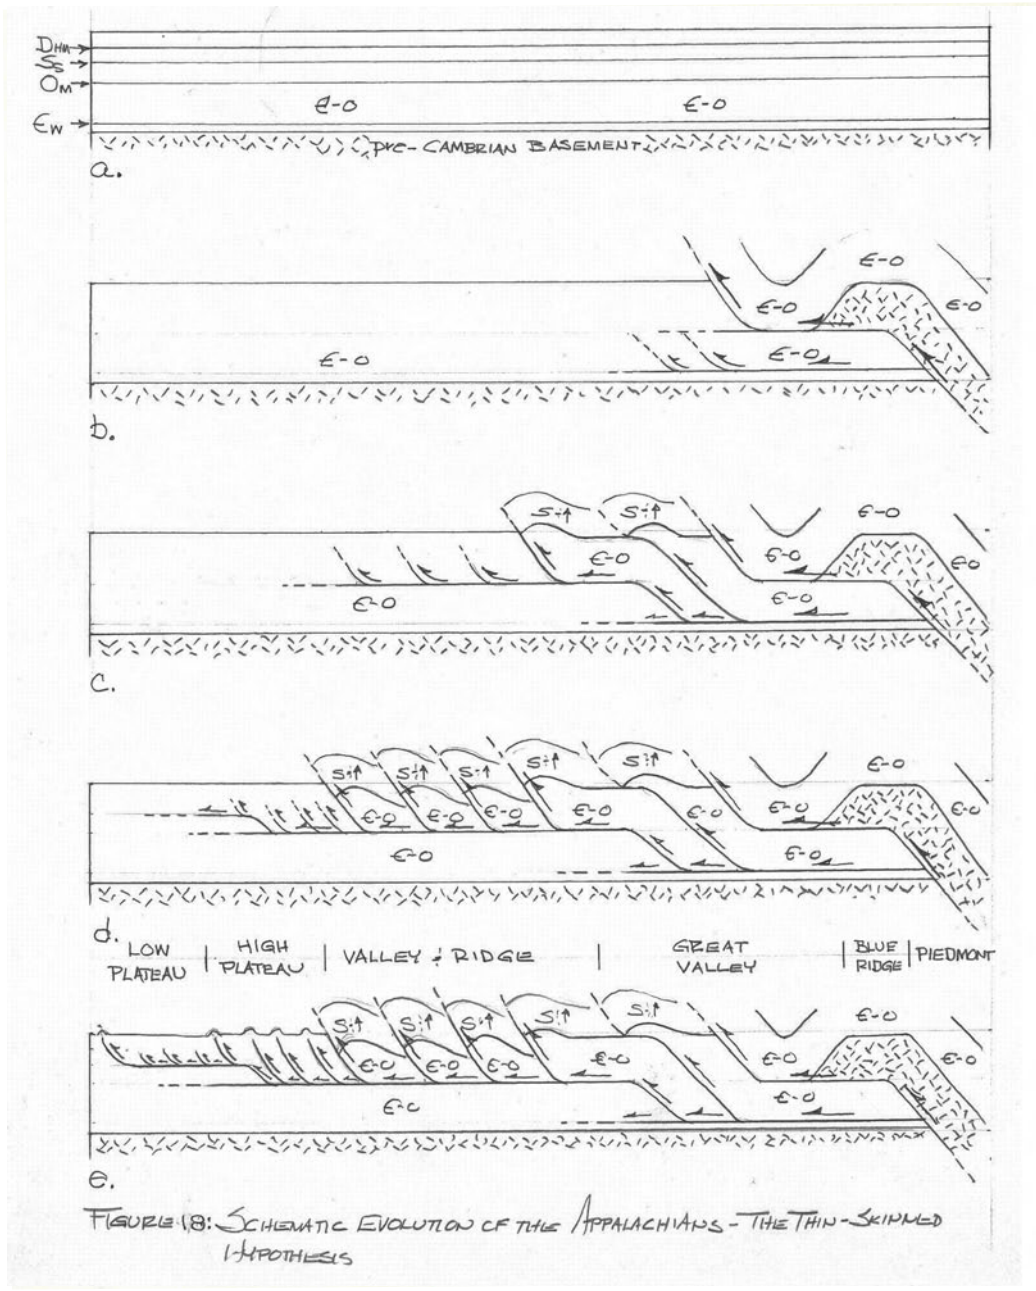 DHM
SS
OM
Є-O Є-O
ЄW
pre-CAMBRIAN BASEMENT
a.
Є-O
Є-O Є-O
Є-O Є-O
b.
Є-O
S+↑ S+↑
Є-O Є-O Є-O
Є-O Є-O
c.
Є-O
S+↑ S+↑ S+↑ S+↑ S+↑
Є-O Є-O Є-O Є-O Є-O Є-O Є-O
Є-O Є-O
d.
LOW PLATEAU | HIGH PLATEAU | VALLEY + RIDGE | GREAT VALLEY | BLUE RIDGE | PIEDMONT
Є-O
S+↑ S+↑ S+↑ S+↑ S+↑
Є-O Є-O Є-O Є-O Є-O Є-O
Є-O Є-O
e.
FIGURE 18: SCHEMATIC EVOLUTION OF THE APPALACHIANS - THE THIN-SKINNED
HYPOTHESIS